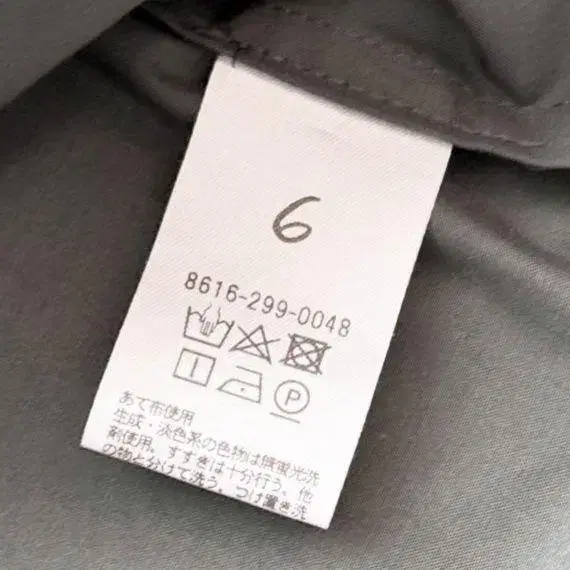 6
8616-299-0048
P
あて布使用
生成・淡色系の色物は無蛍光洗
剤使用。すすぎは十分行う。他
の物と分けて洗う。つけ置き洗